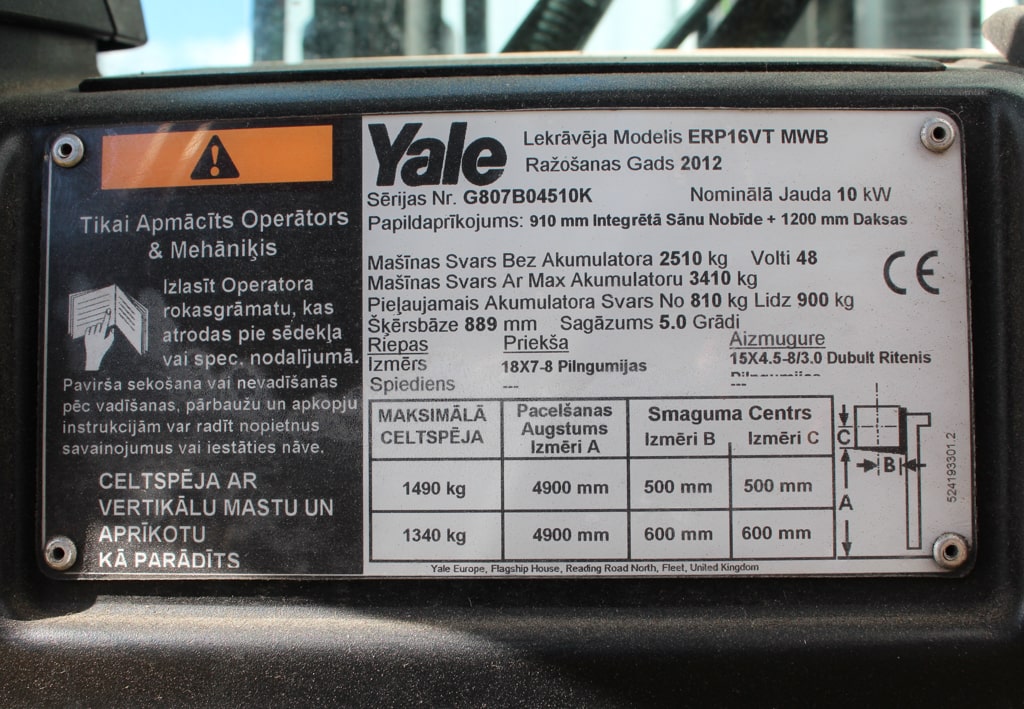 Tikai Apmācīts Operātors
& Mehāniķis
Izlasīt Operatora
rokasgrāmatu, kas
atrodas pie sēdekļa
vai spec. nodalījumā.
Pavirša sekošana vai nevadīšanās
pēc vadīšanas, pārbaužu un apkopju
instrukcijām var radīt nopietnus
savainojumus vai iestāties nāve.
CELTSPĒJA AR
VERTIKĀLU MASTU UN
APRĪKOTU
KĀ PARĀDĪTS
Yale
Lekrāvēja Modelis ERP16VT MWB
Ražošanas Gads 2012
Sērijas Nr. G807B04510K Nominālā Jauda 10 kW
Papildaprīkojums: 910 mm Integrētā Sānu Nobīde + 1200 mm Daksas
Mašīnas Svars Bez Akumulatora 2510 kg Volti 48
Mašīnas Svars Ar Max Akumulatoru 3410 kg
Pieļaujamais Akumulatora Svars No 810 kg Lidz 900 kg
Šķērsbāze 889 mm Sagāzums 5.0 Grādi
Riepas Priekša Aizmugure
Izmērs 18X7-8 Pilngumijas 15X4.5-8/3.0 Dubult Ritenis
Spiediens --- ---
MAKSIMĀLĀ CELTSPĒJA Pacelšanas Augstums Izmēri A Smaguma Centrs
Izmēri B Izmēri C
1490 kg 4900 mm 500 mm 500 mm
1340 kg 4900 mm 600 mm 600 mm
C
B
A
524193301.2
CE
Yale Europe, Flagship House, Reading Road North, Fleet, United Kingdom